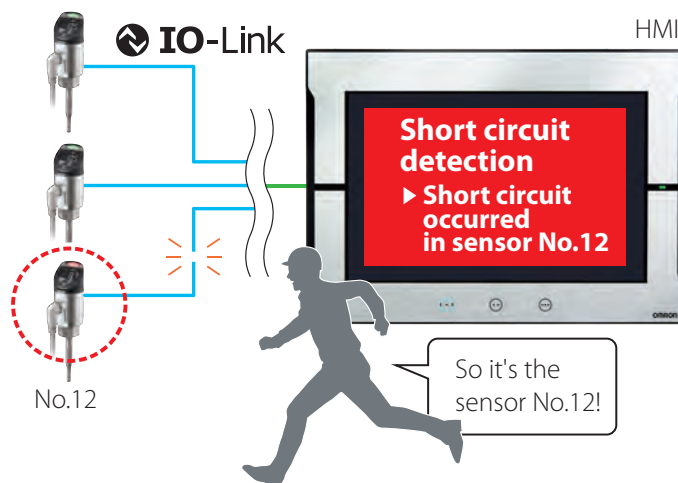 IO-Link
HMI
Short circuit
detection
▶ Short circuit
occurred
in sensor No.12
OMRON
So it's the
sensor No.12!
No.12